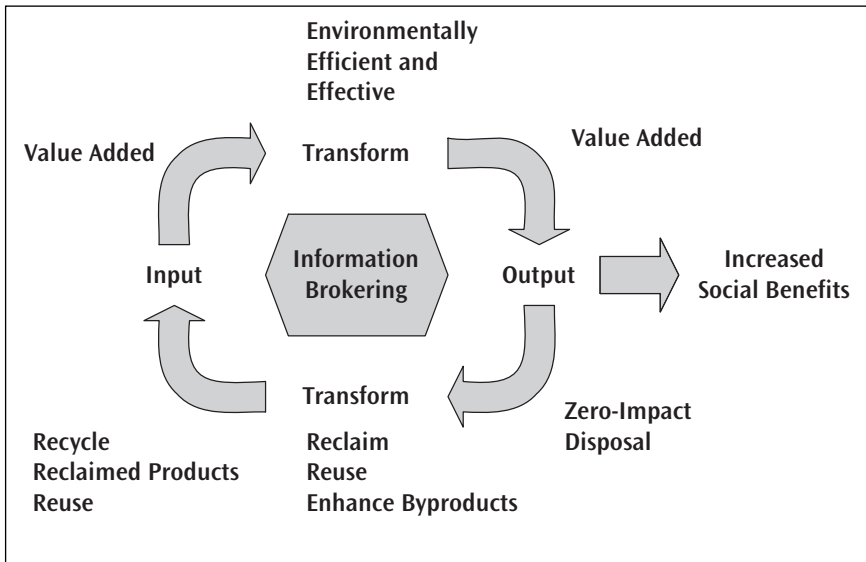 Environmentally
Efficient and
Effective
Value Added
Transform
Value Added
Input
Information
Brokering
Output
Increased
Social Benefits
Transform
Zero-Impact
Disposal
Recycle
Reclaimed Products
Reuse
Reclaim
Reuse
Enhance Byproducts